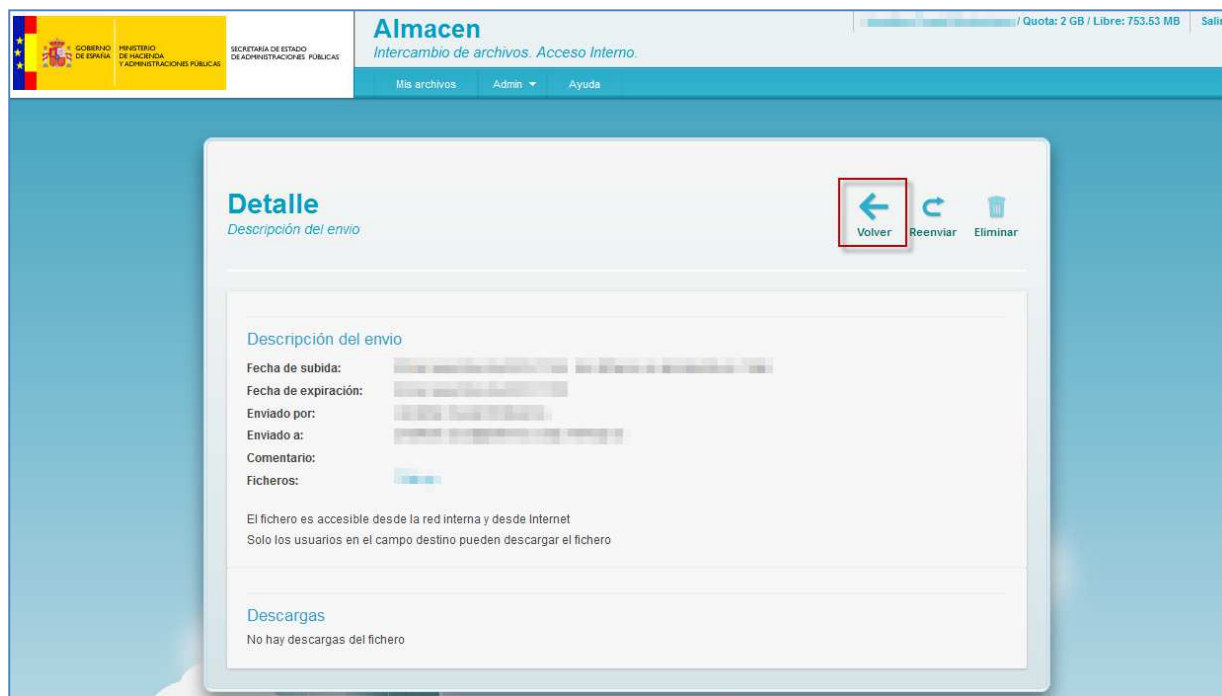 GOBIERNO DE ESPAÑA
MINISTERIO DE HACIENDA Y ADMINISTRACIONES PÚBLICAS
SECRETARÍA DE ESTADO DE ADMINISTRACIONES PÚBLICAS
Almacen
Intercambio de archivos. Acceso Interno.
/ Quota: 2 GB / Libre: 753.53 MB
Mis archivos Admin Ayuda
Detalle
Descripción del envio
Volver Reenviar Eliminar
Descripción del envio
Fecha de subida:
Fecha de expiración:
Enviado por:
Enviado a:
Comentario:
Ficheros:
El fichero es accesible desde la red interna y desde Internet
Solo los usuarios en el campo destino pueden descargar el fichero
Descargas
No hay descargas del fichero